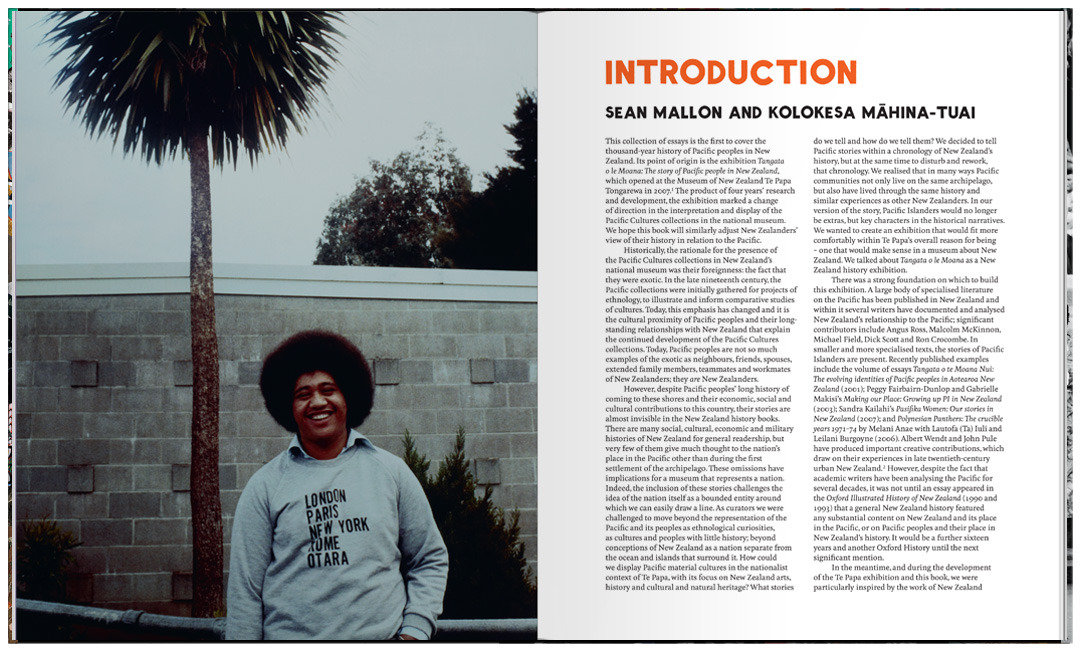 LONDON
PARIS
NEW YORK
ROME
OTARA
INTRODUCTION
SEAN MALLON AND KOLOKESA MĀHINA-TUAI
This collection of essays is the first to cover the
thousand-year history of Pacific peoples in New
Zealand. Its point of origin is the exhibition Tangata
o le Moana: The story of Pacific people in New Zealand,
which opened at the Museum of New Zealand Te Papa
Tongarewa in 2007.¹ The product of four years' research
and development, the exhibition marked a change
of direction in the interpretation and display of the
Pacific Cultures collections in the national museum.
We hope this book will similarly adjust New Zealanders'
view of their history in relation to the Pacific.
Historically, the rationale for the presence of
the Pacific Cultures collections in New Zealand's
national museum was their foreignness: the fact that
they were exotic. In the late nineteenth century, the
Pacific collections were initially gathered for projects of
ethnology, to illustrate and inform comparative studies
of cultures. Today, this emphasis has changed and it is
the cultural proximity of Pacific peoples and their long-
standing relationships with New Zealand that explain
the continued development of the Pacific Cultures
collections. Today, Pacific peoples are not so much
examples of the exotic as neighbours, friends, spouses,
extended family members, teammates and workmates
of New Zealanders; they are New Zealanders.
However, despite Pacific peoples' long history of
coming to these shores and their economic, social and
cultural contributions to this country, their stories are
almost invisible in the New Zealand history books.
There are many social, cultural, economic and military
histories of New Zealand for general readership, but
very few of them give much thought to the nation's
place in the Pacific other than during the first
settlement of the archipelago. These omissions have
implications for a museum that represents a nation.
Indeed, the inclusion of these stories challenges the
idea of the nation itself as a bounded entity around
which we can easily draw a line. As curators we were
challenged to move beyond the representation of the
Pacific and its peoples as ethnological curiosities,
as cultures and peoples with little history; beyond
conceptions of New Zealand as a nation separate from
the ocean and islands that surround it. How could
we display Pacific material cultures in the nationalist
context of Te Papa, with its focus on New Zealand arts,
history and cultural and natural heritage? What stories
do we tell and how do we tell them? We decided to tell
Pacific stories within a chronology of New Zealand's
history, but at the same time to disturb and rework,
that chronology. We realised that in many ways Pacific
communities not only live on the same archipelago,
but also have lived through the same history and
similar experiences as other New Zealanders. In our
version of the story, Pacific Islanders would no longer
be extras, but key characters in the historical narratives.
We wanted to create an exhibition that would fit more
comfortably within Te Papa's overall reason for being
– one that would make sense in a museum about New
Zealand. We talked about Tangata o le Moana as a New
Zealand history exhibition.
There was a strong foundation on which to build
this exhibition. A large body of specialised literature
on the Pacific has been published in New Zealand and
within it several writers have documented and analysed
New Zealand's relationship to the Pacific; significant
contributors include Angus Ross, Malcolm McKinnon,
Michael Field, Dick Scott and Ron Crocombe. In
smaller and more specialised texts, the stories of Pacific
Islanders are present. Recently published examples
include the volume of essays Tangata o te Moana Nui:
The evolving identities of Pacific peoples in Aotearoa New
Zealand (2001); Peggy Fairbairn-Dunlop and Gabrielle
Makisi's Making our Place: Growing up PI in New Zealand
(2003); Sandra Kailahi's Pasifika Women: Our stories in
New Zealand (2007); and Polynesian Panthers: The crucible
years 1971–74 by Melani Anae with Lautofa (Ta) Iuli and
Leilani Burgoyne (2006). Albert Wendt and John Pule
have produced important creative contributions, which
draw on their experiences in late twentieth-century
urban New Zealand.² However, despite the fact that
academic writers have been analysing the Pacific for
several decades, it was not until an essay appeared in
the Oxford Illustrated History of New Zealand (1990 and
1993) that a general New Zealand history featured
any substantial content on New Zealand and its place
in the Pacific, or on Pacific peoples and their place in
New Zealand's history. It would be a further sixteen
years and another Oxford History until the next
significant mention.
In the meantime, and during the development
of the Te Papa exhibition and this book, we were
particularly inspired by the work of New Zealand